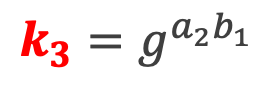 k₃ = g^{a₂b₁}